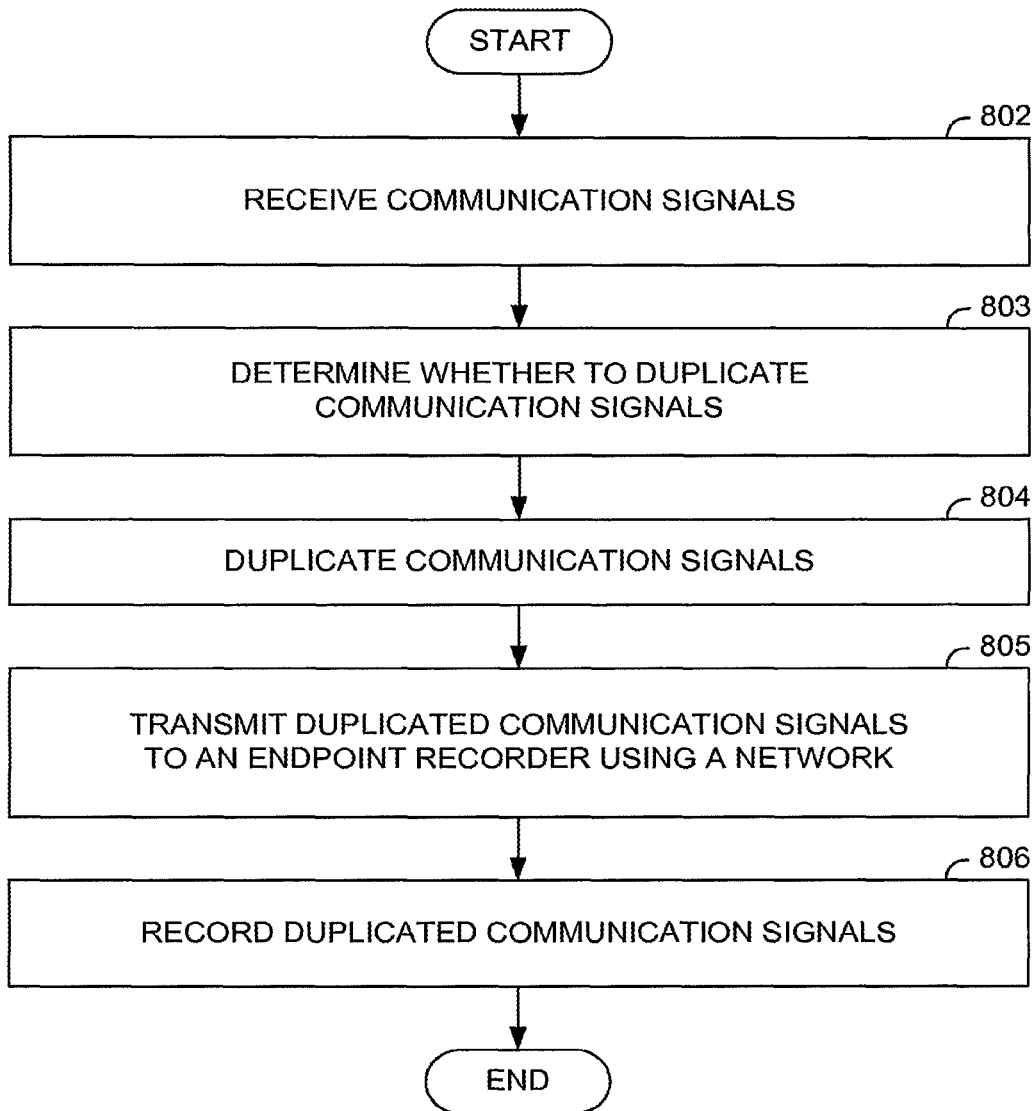 START
802
RECEIVE COMMUNICATION SIGNALS
803
DETERMINE WHETHER TO DUPLICATE
COMMUNICATION SIGNALS
804
DUPLICATE COMMUNICATION SIGNALS
805
TRANSMIT DUPLICATED COMMUNICATION SIGNALS
TO AN ENDPOINT RECORDER USING A NETWORK
806
RECORD DUPLICATED COMMUNICATION SIGNALS
END